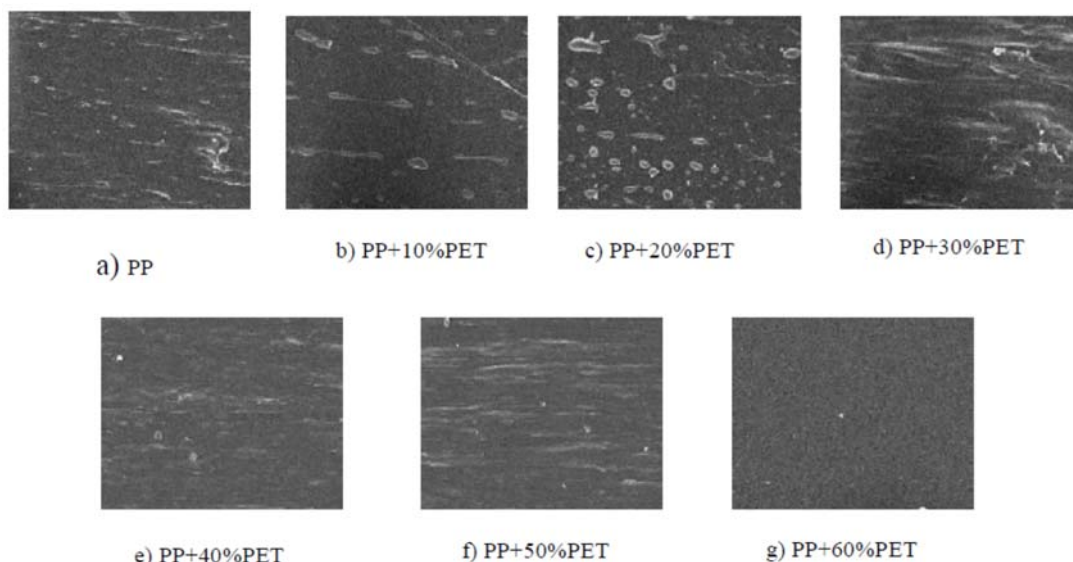 a) PP
b) PP+10%PET
c) PP+20%PET
d) PP+30%PET
e) PP+40%PET
f) PP+50%PET
g) PP+60%PET